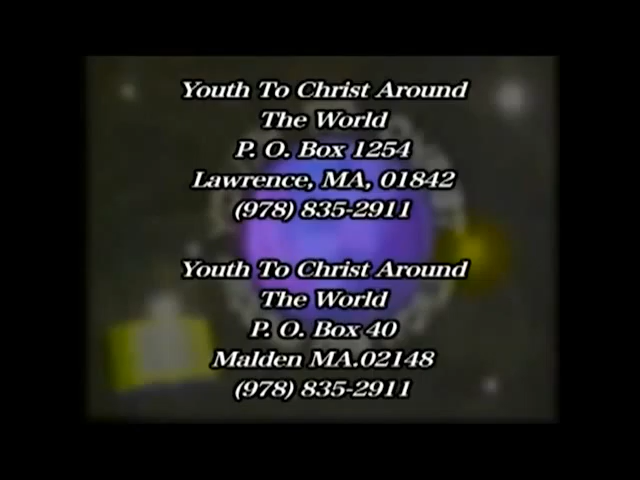 Youth To Christ Around
The World
P. O. Box 1254
Lawrence, MA, 01842
(978) 835-2911
Youth To Christ Around
The World
P. O. Box 40
Malden MA.02148
(978) 835-2911